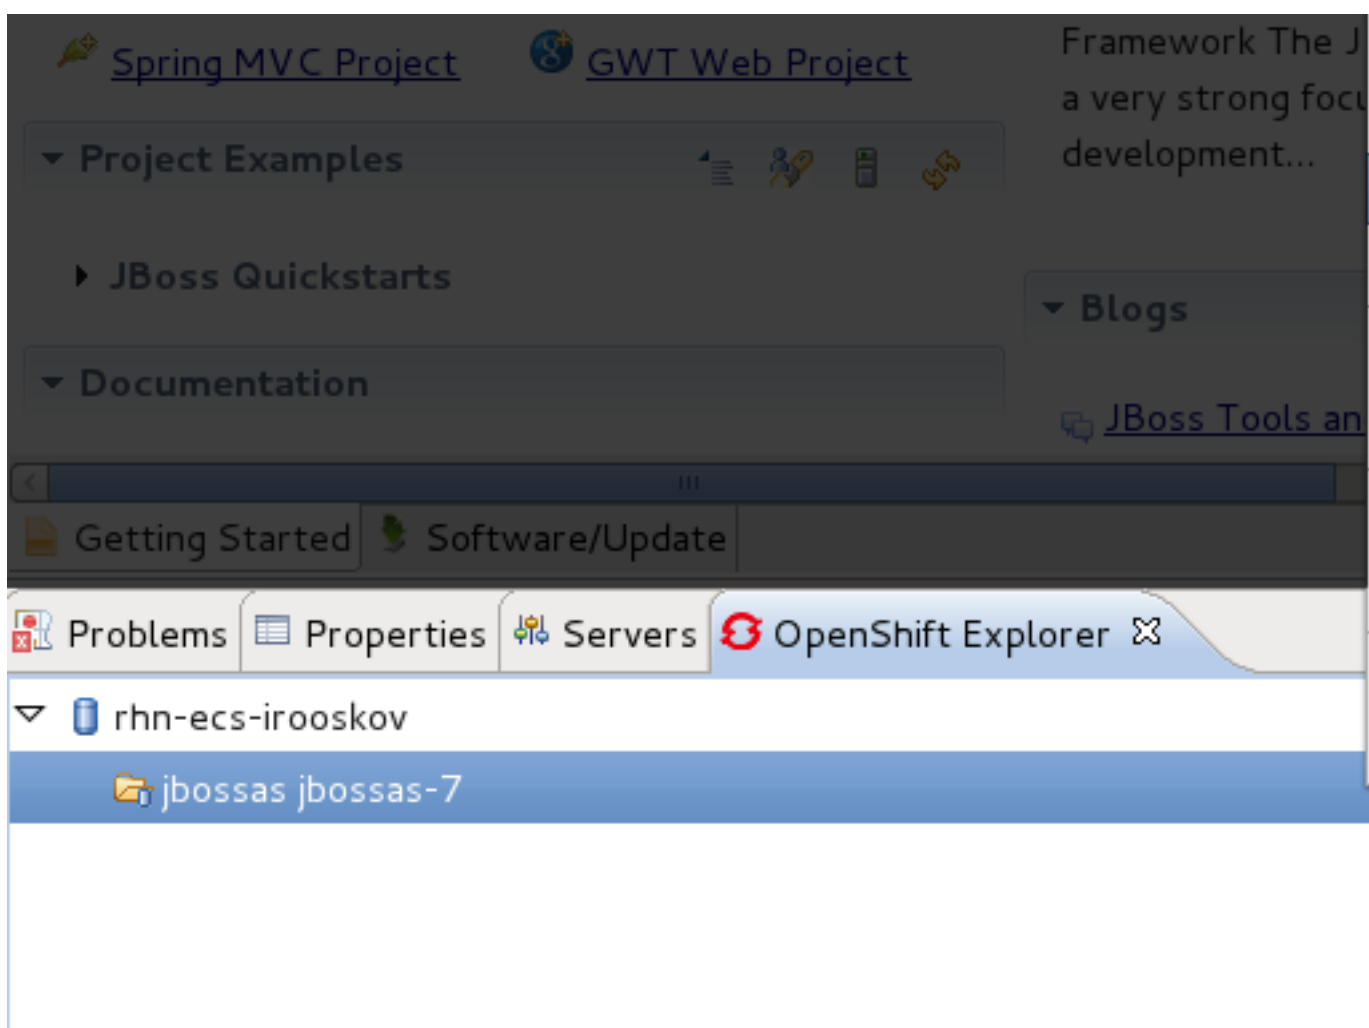 Spring MVC Project
GWT Web Project
Framework The J
a very strong focu
development...
Project Examples
JBoss Quickstarts
Blogs
Documentation
JBoss Tools an
Getting Started
Software/Update
Problems
Properties
Servers
OpenShift Explorer
rhn-ecs-irooskov
jbossas jbossas-7